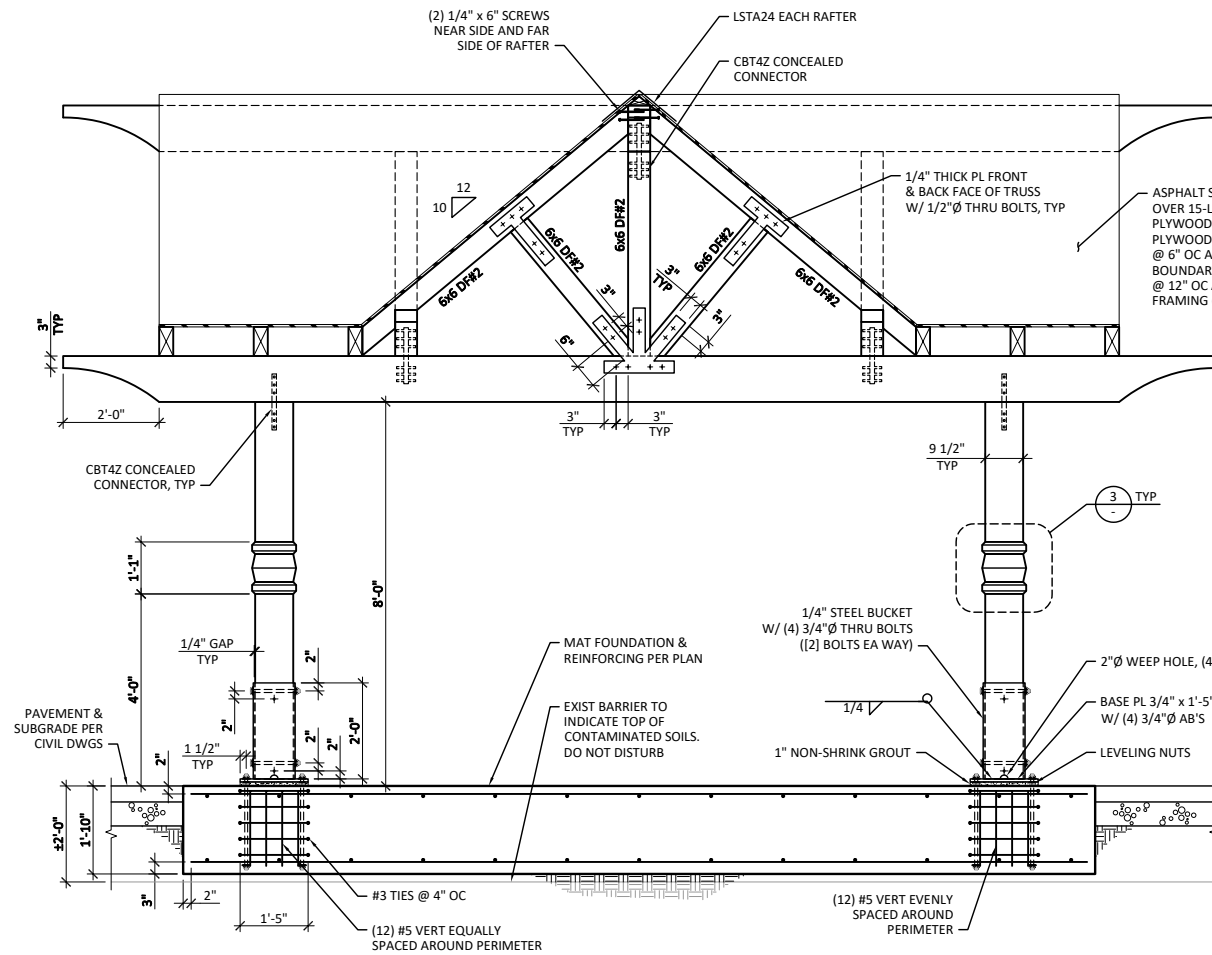 (2) 1/4" x 6" SCREWS
NEAR SIDE AND FAR
SIDE OF RAFTER
LSTA24 EACH RAFTER
CBT4Z CONCEALED
CONNECTOR
1/4" THICK PL FRONT
& BACK FACE OF TRUSS
W/ 1/2"Ø THRU BOLTS, TYP
ASPHALT S
OVER 15-L
PLYWOOD
PLYWOOD
@ 6" OC A
BOUNDAR
@ 12" OC
FRAMING
12
10
6x6 DF#2
6x6 DF#2
6x6 DF#2
6x6 DF#2
6x6 DF#2
3"
TYP
3"
3"
6"
3"
TYP
3"
TYP
3"
TYP
2'-0"
CBT4Z CONCEALED
CONNECTOR, TYP
9 1/2"
TYP
3
-
TYP
1'-1"
8'-0"
4'-0"
1/4" GAP
TYP
2"
2"
2"
2"
2'-0"
1 1/2"
TYP
2"
MAT FOUNDATION &
REINFORCING PER PLAN
EXIST BARRIER TO
INDICATE TOP OF
CONTAMINATED SOILS.
DO NOT DISTURB
1/4" STEEL BUCKET
W/ (4) 3/4"Ø THRU BOLTS
([2] BOLTS EA WAY)
1/4
1" NON-SHRINK GROUT
2"Ø WEEP HOLE, (4
BASE PL 3/4" x 1'-5"
W/ (4) 3/4"Ø AB'S
LEVELING NUTS
PAVEMENT &
SUBGRADE PER
CIVIL DWGS
±2'-0"
1'-10"
3"
2"
1'-5"
#3 TIES @ 4" OC
(12) #5 VERT EQUALLY
SPACED AROUND PERIMETER
(12) #5 VERT EVENLY
SPACED AROUND
PERIMETER